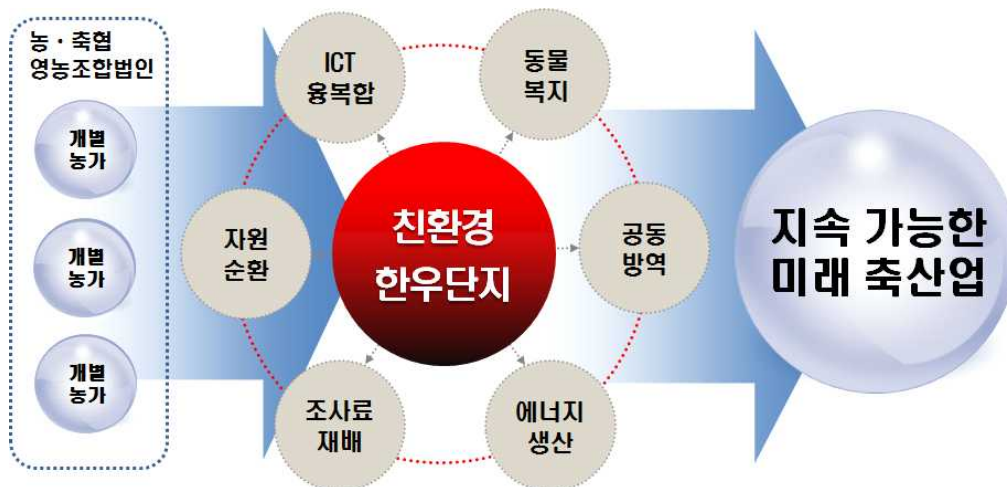 농·축협
영농조합법인
개별
농가
개별
농가
개별
농가
ICT
융복합
동물
복지
자원
순환
친환경
한우단지
공동
방역
조사료
재배
에너지
생산
지속 가능한
미래 축산업